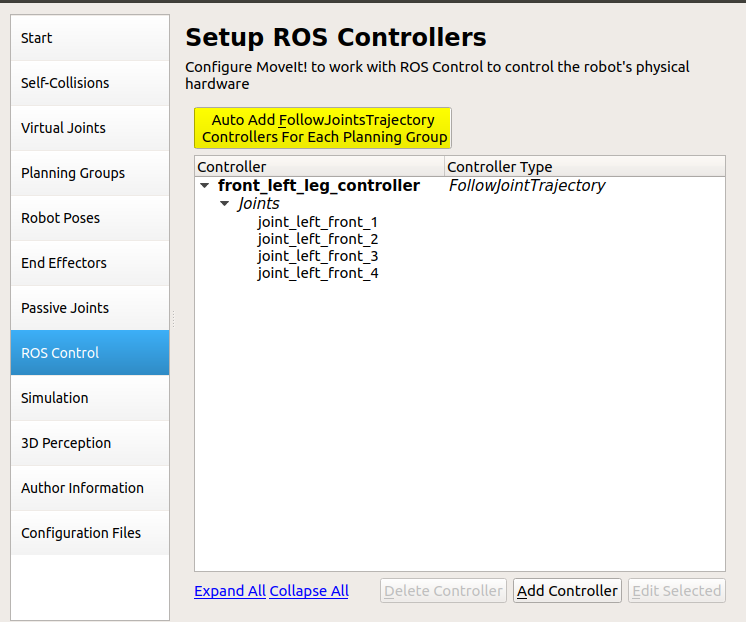 Start
Self-Collisions
Virtual Joints
Planning Groups
Robot Poses
End Effectors
Passive Joints
ROS Control
Simulation
3D Perception
Author Information
Configuration Files
Setup ROS Controllers
Configure MoveIt! to work with ROS Control to control the robot's physical
hardware
Auto Add FollowJointsTrajectory
Controllers For Each Planning Group
Controller Controller Type
front_left_leg_controller FollowJointTrajectory
Joints
joint_left_front_1
joint_left_front_2
joint_left_front_3
joint_left_front_4
Expand All Collapse All Delete Controller Add Controller Edit Selected